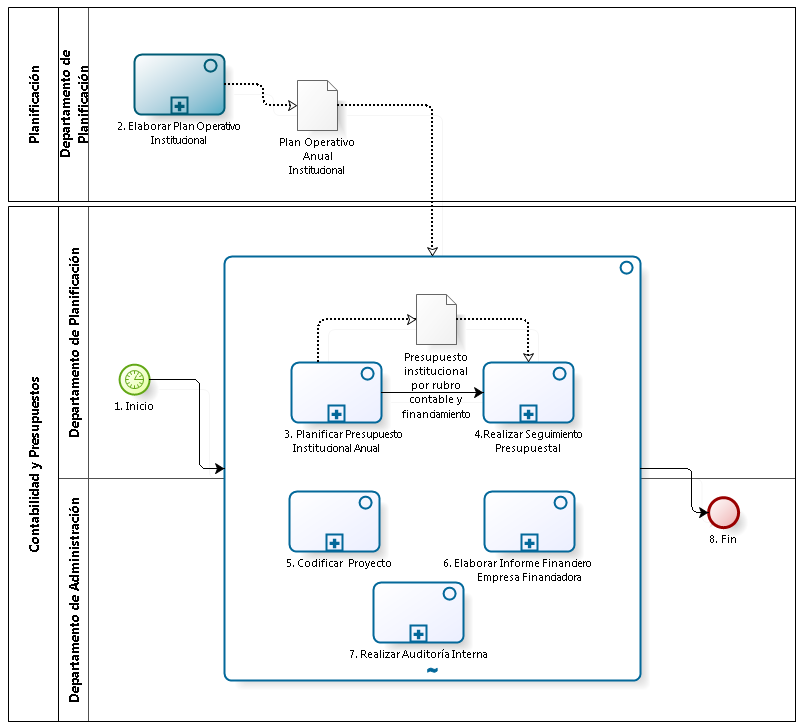 Planificación
Departamento de
Planificación
2. Elaborar Plan Operativo
Institucional
Plan Operativo
Anual
Institucional
Contabilidad y Presupuestos
Departamento de Planificación
1. Inicio
Presupuesto
institucional
por rubro
contable y
financiamiento
3. Planificar Presupuesto
Institucional Anual
4.Realizar Seguimiento
Presupuestal
Departamento de Administración
5. Codificar Proyecto
6. Elaborar Informe Financiero
Empresa Financiadora
7. Realizar Auditoría Interna
8. Fin